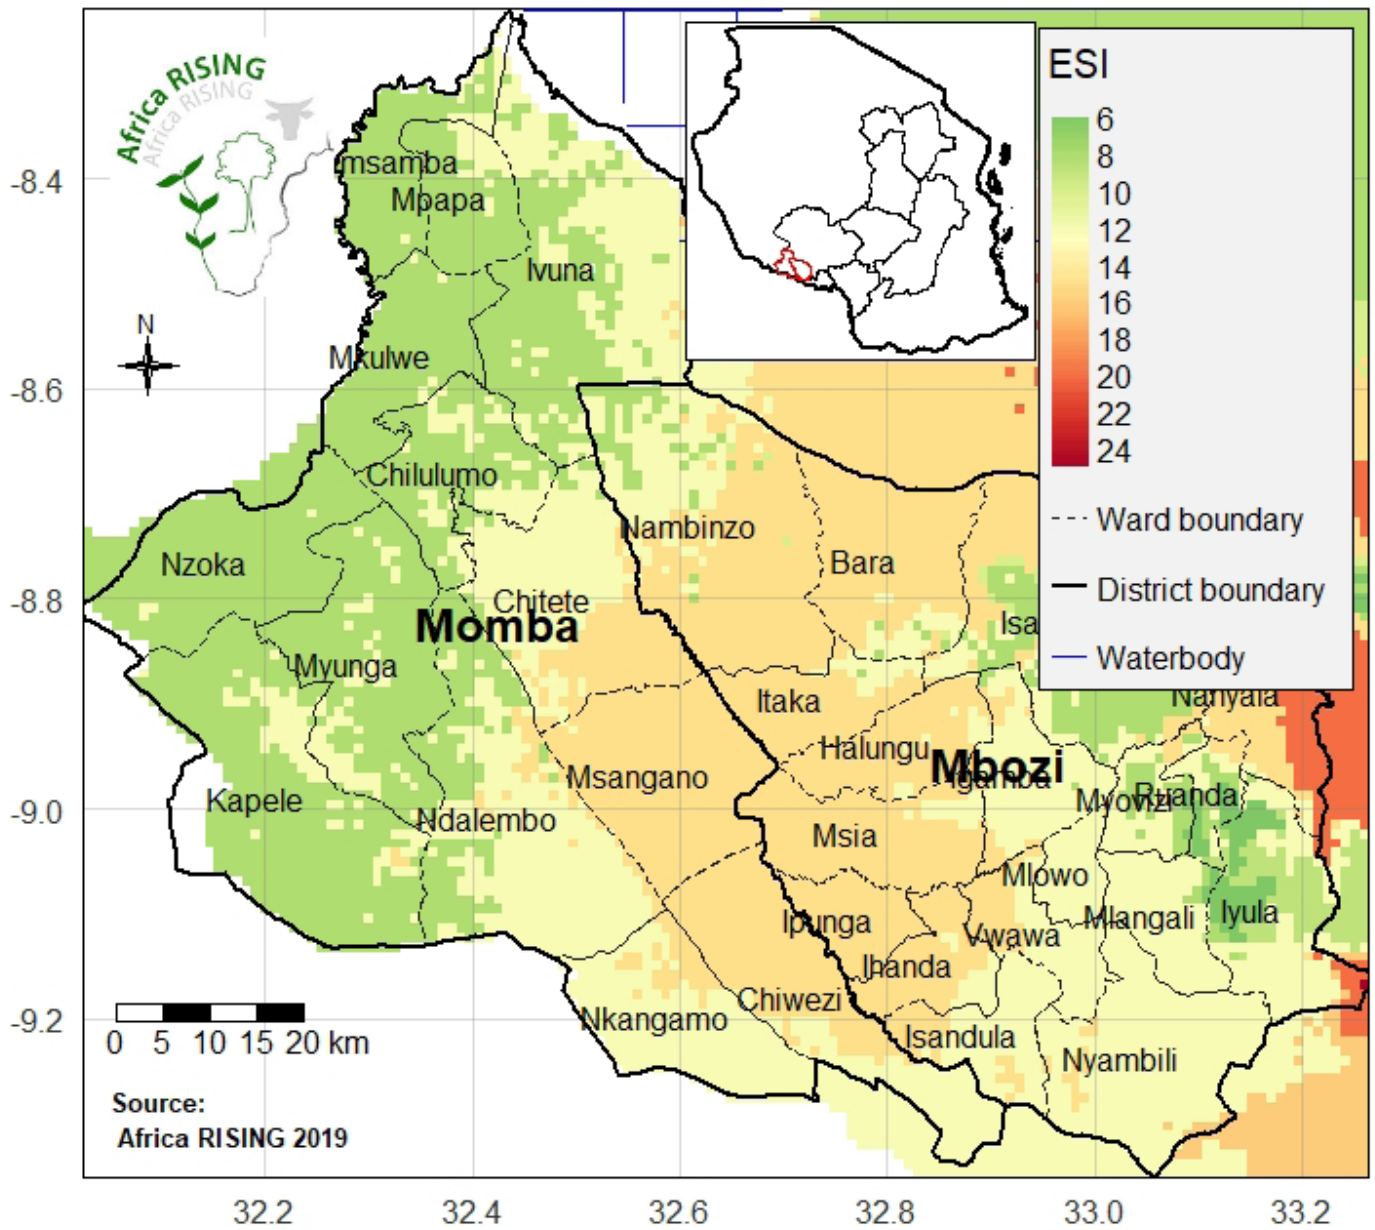 Africa RISING
Africa RISING
N
ESI
6
8
10
12
14
16
18
20
22
24
Ward boundary
District boundary
Waterbody
-8.4
-8.6
-8.8
-9.0
-9.2
msamba
Mpapa
Ivuna
Mkulwe
Chilulumo
Nambinzo
Nzoka
Bara
Chitete
Momba
Isa
Myunga
Itaka
Nanyala
Halungu
Mbozi
Igamba
Msangano
Kapele
Ndalembo
Myovizi
Ruanda
Msia
Mlowo
Ipunga
Mlangali
Iyula
Vwawa
Ihanda
Chiwezi
Nkangamo
Isandula
Nyambili
0 5 10 15 20 km
Source:
Africa RISING 2019
32.2 32.4 32.6 32.8 33.0 33.2